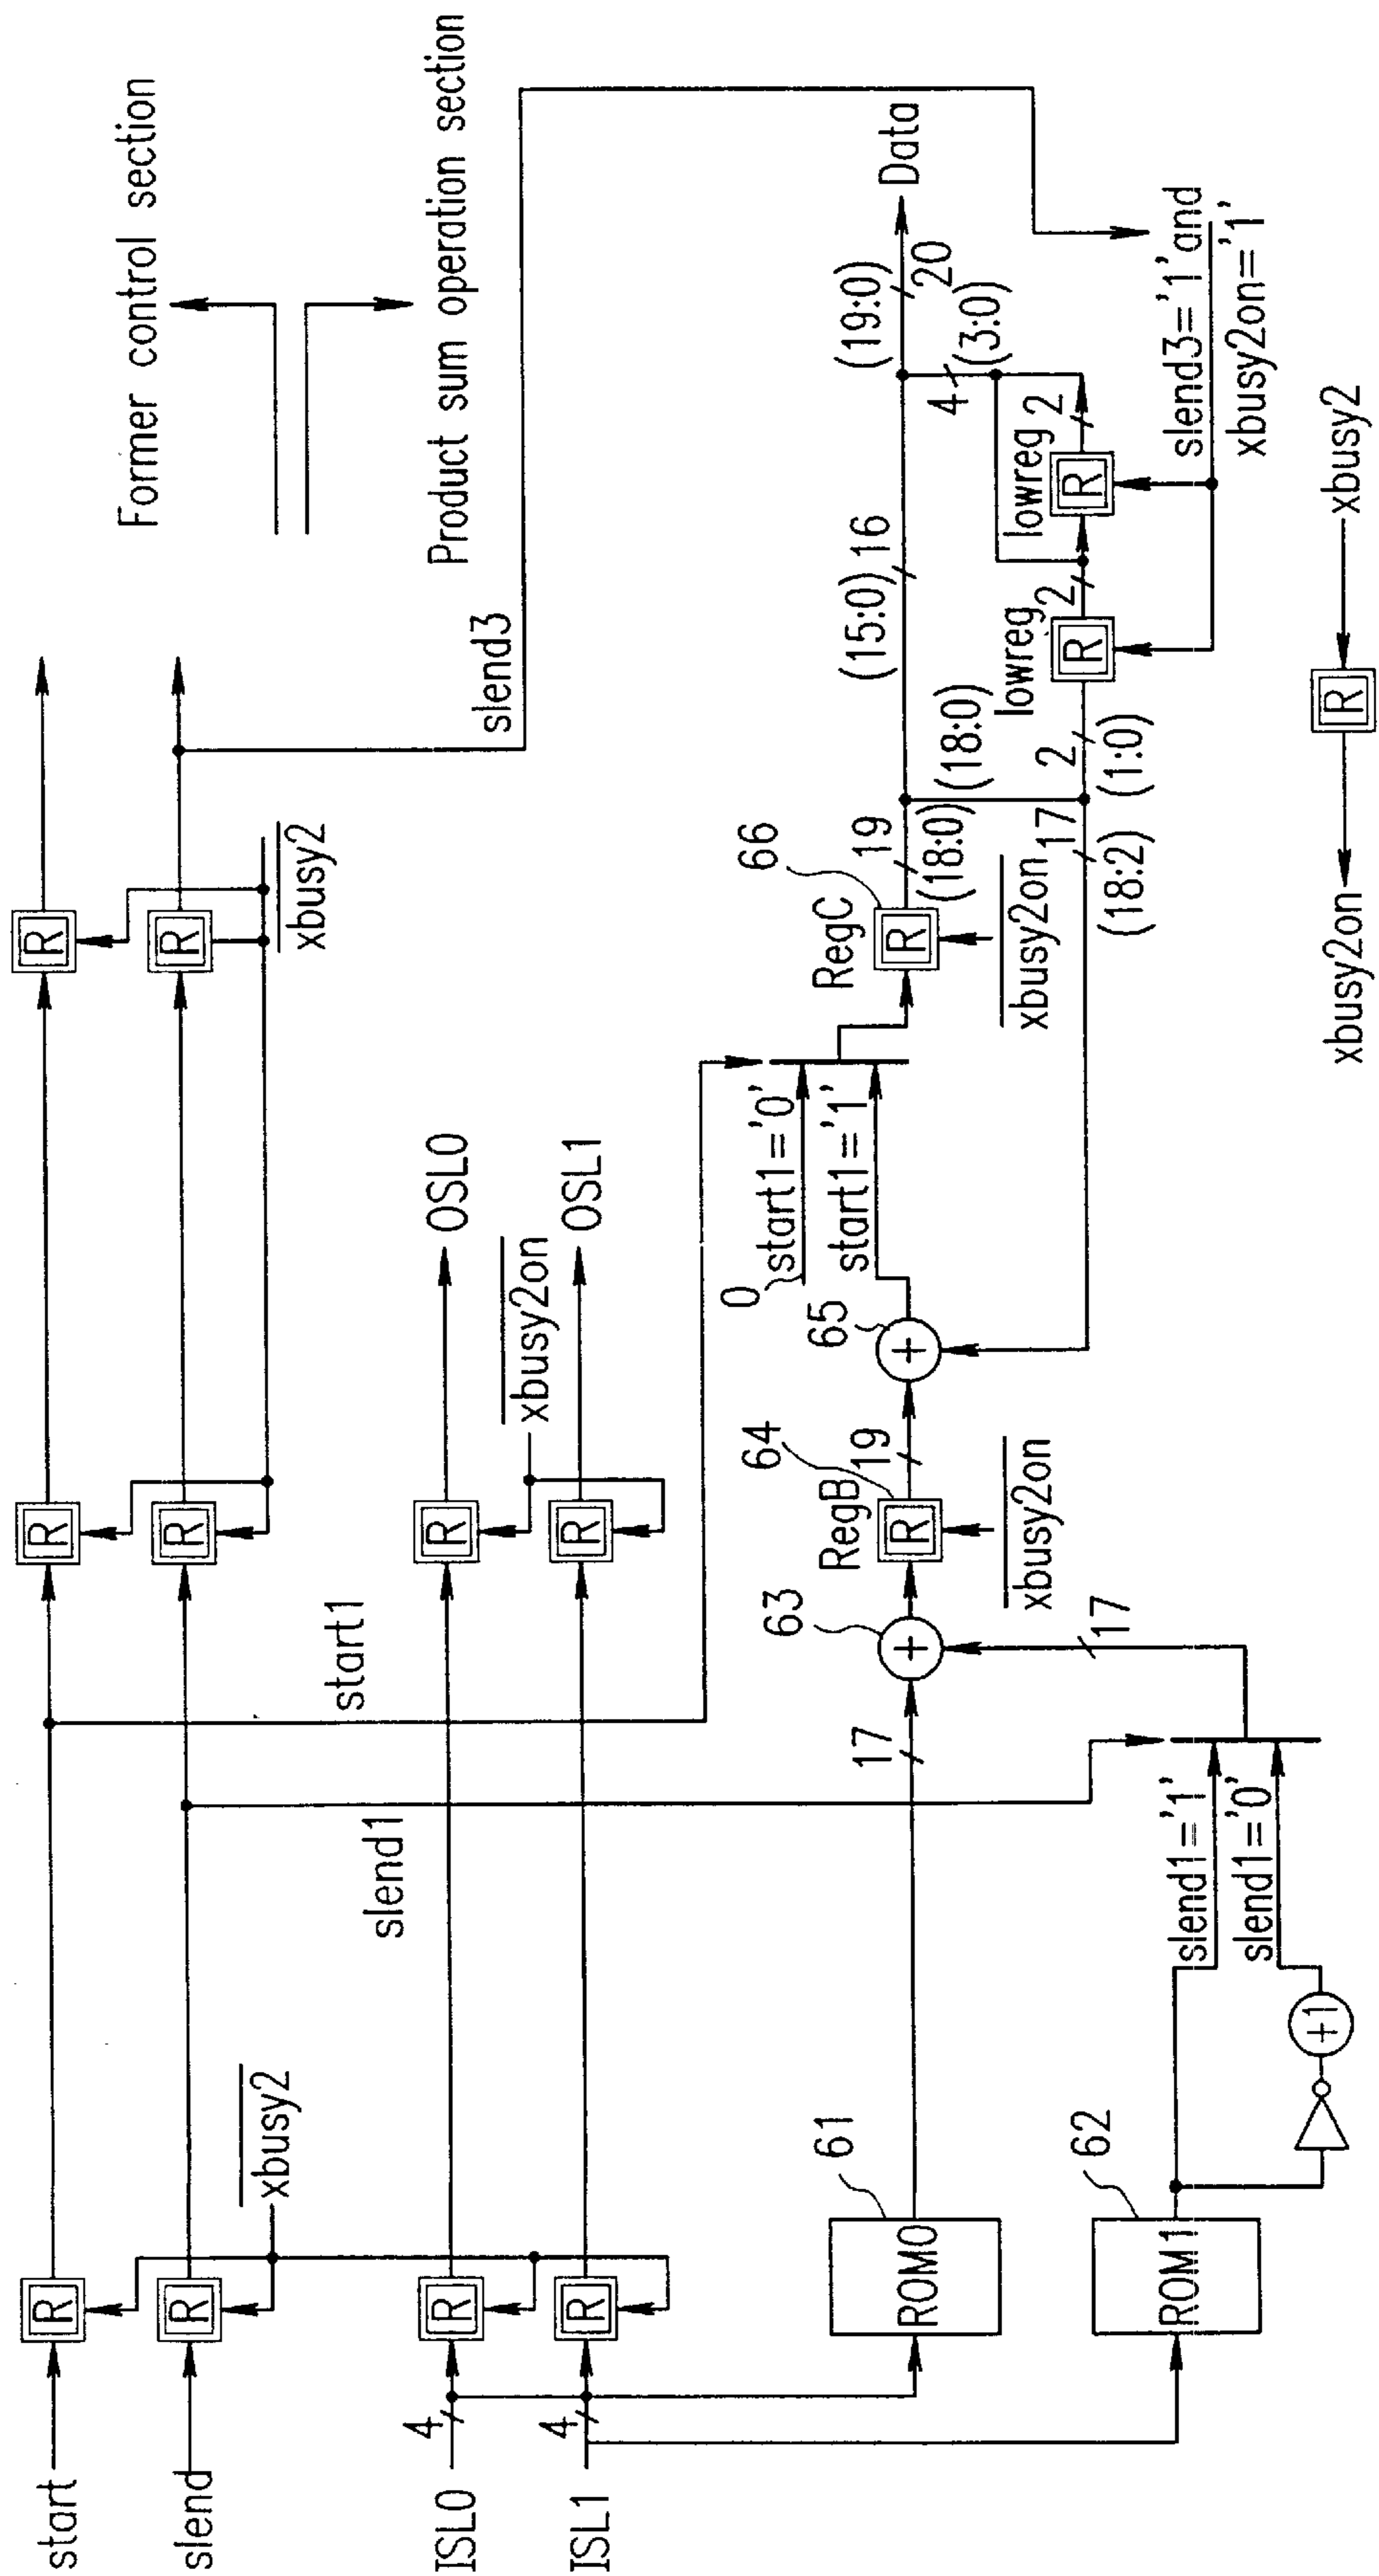 Former control section
Product sum operation section
start
R
R
R
slend
R
R
R
xbusy2
xbusy2
slend3
start1
slend1
ISL0
4
R
R
OSL0
xbusy2on
ISL1
4
R
R
OSL1
61
ROM0
17
63
+
RegB
64
R
19
xbusy2on
65
+
0
start1='0'
start1='1'
RegC
66
R
19
(18:0)
xbusy2on
(18:0)
(15:0)
16
(19:0)
20
Data
4
(3:0)
17
(18:2)
2
(1:0)
lowreg
R
2
lowreg
R
2
slend3='1'and
xbusy2on='1'
62
ROM1
+1
slend1='1'
slend1='0'
17
xbusy2on
R
xbusy2